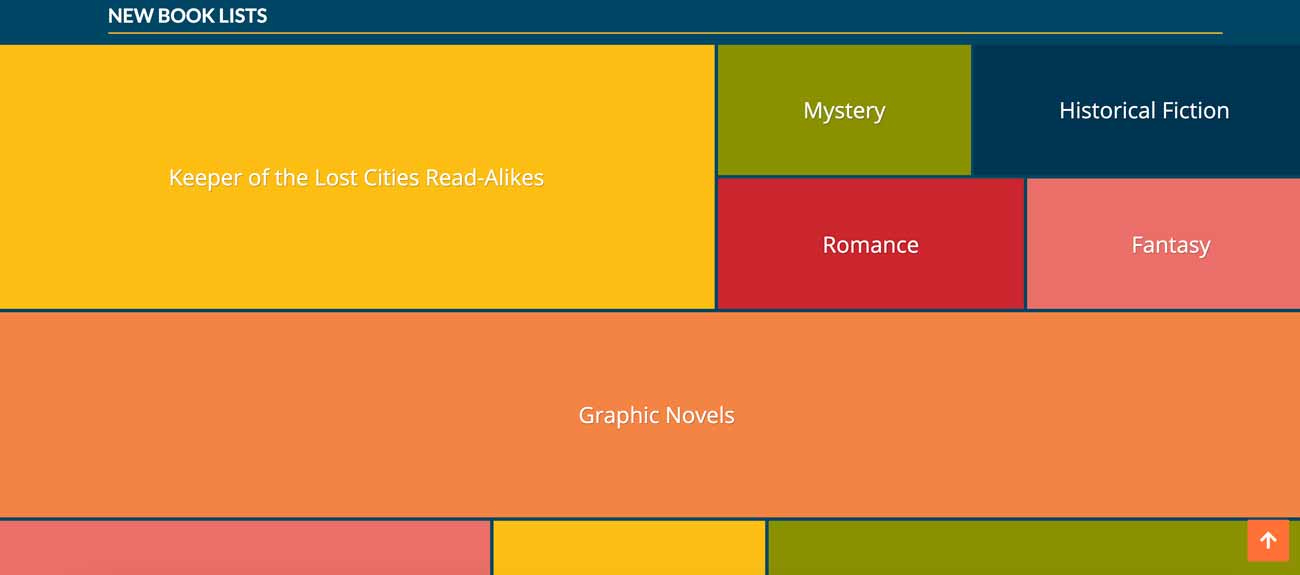 NEW BOOK LISTS
Keeper of the Lost Cities Read-Alikes
Mystery
Historical Fiction
Romance
Fantasy
Graphic Novels